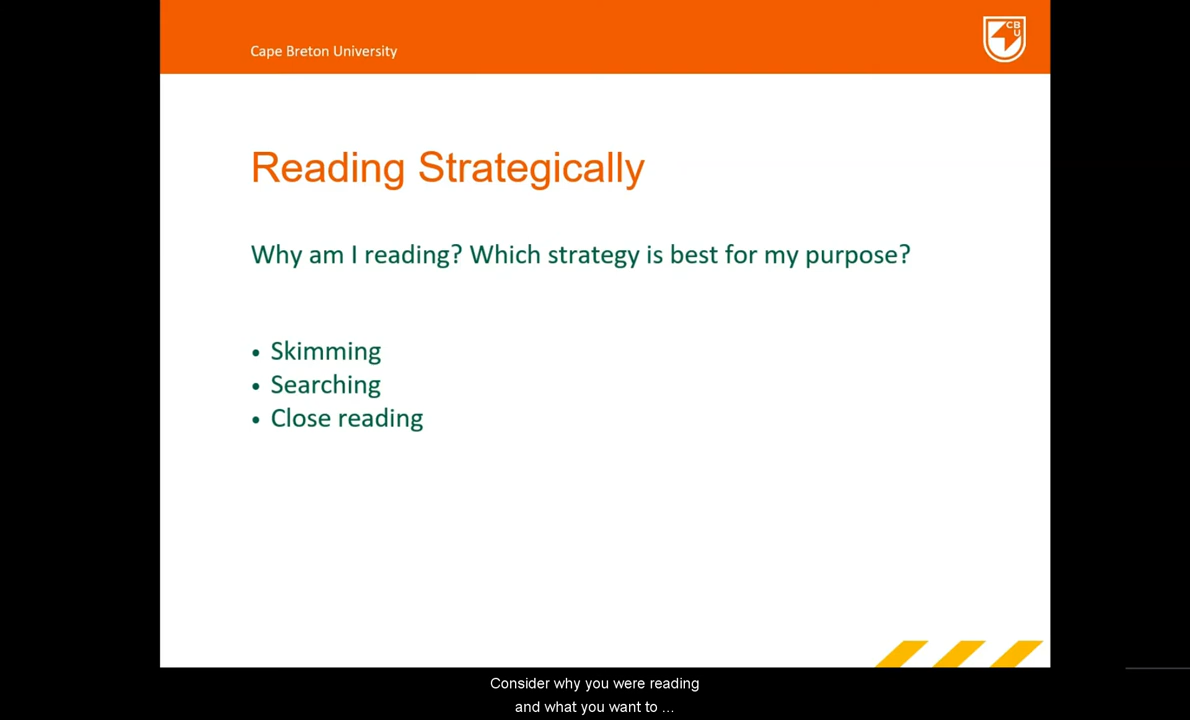 Cape Breton University
CB
U
Reading Strategically
Why am I reading? Which strategy is best for my purpose?
• Skimming
• Searching
• Close reading
Consider why you were reading
and what you want to ...